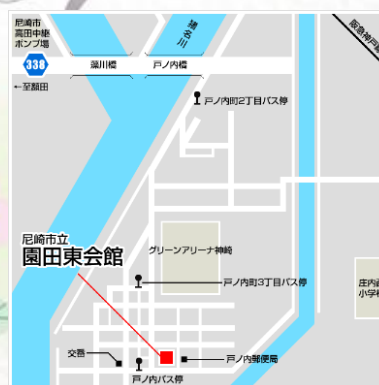 尼崎市
高田中継
ポンプ場
338
←至額田
藻川橋
猪名川
戸ノ内橋
阪急神戸
戸ノ内町2丁目バス停
尼崎市立
園田東会館
グリーンアリーナ神崎
戸ノ内町3丁目バス停
庄内西
小学校
交番
戸ノ内バス停
戸ノ内郵便局